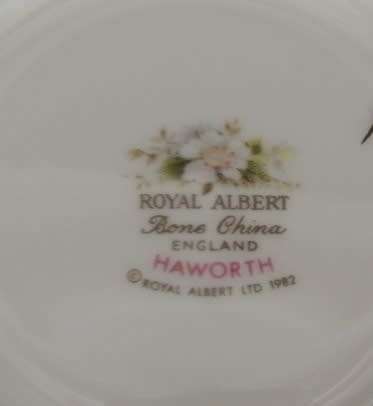 ROYAL ALBERT
Bone China
ENGLAND
HAWORTH
© ROYAL ALBERT LTD 1982